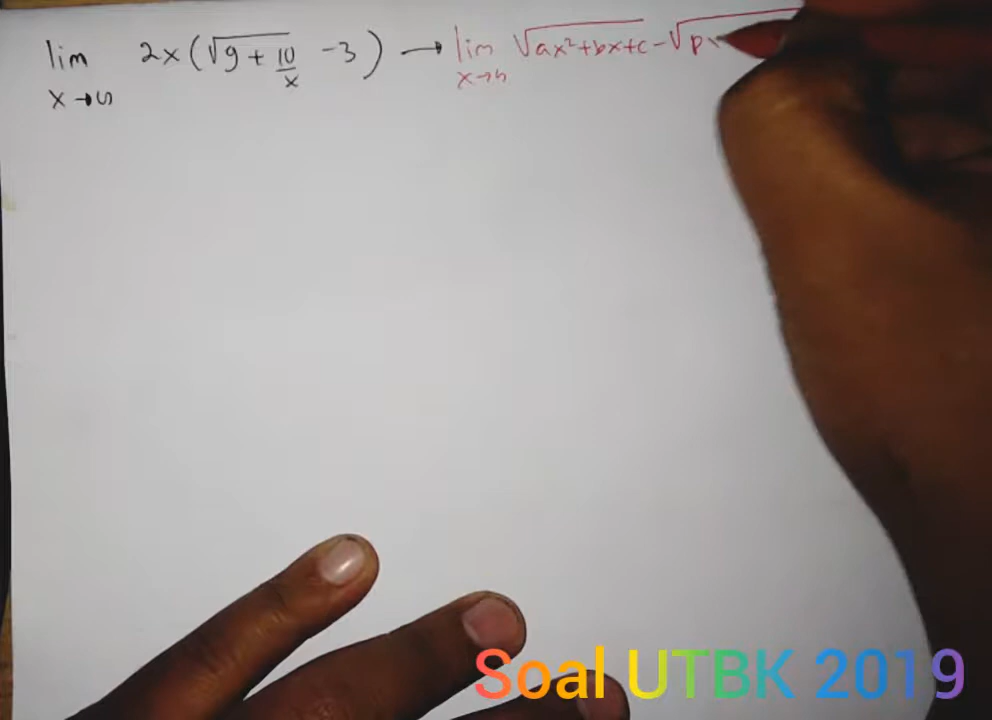 lim 2x(√9 + 10/x - 3) → lim √ax²+bx+c - √p
x→∞ x→∞
Soal UTBK 2019